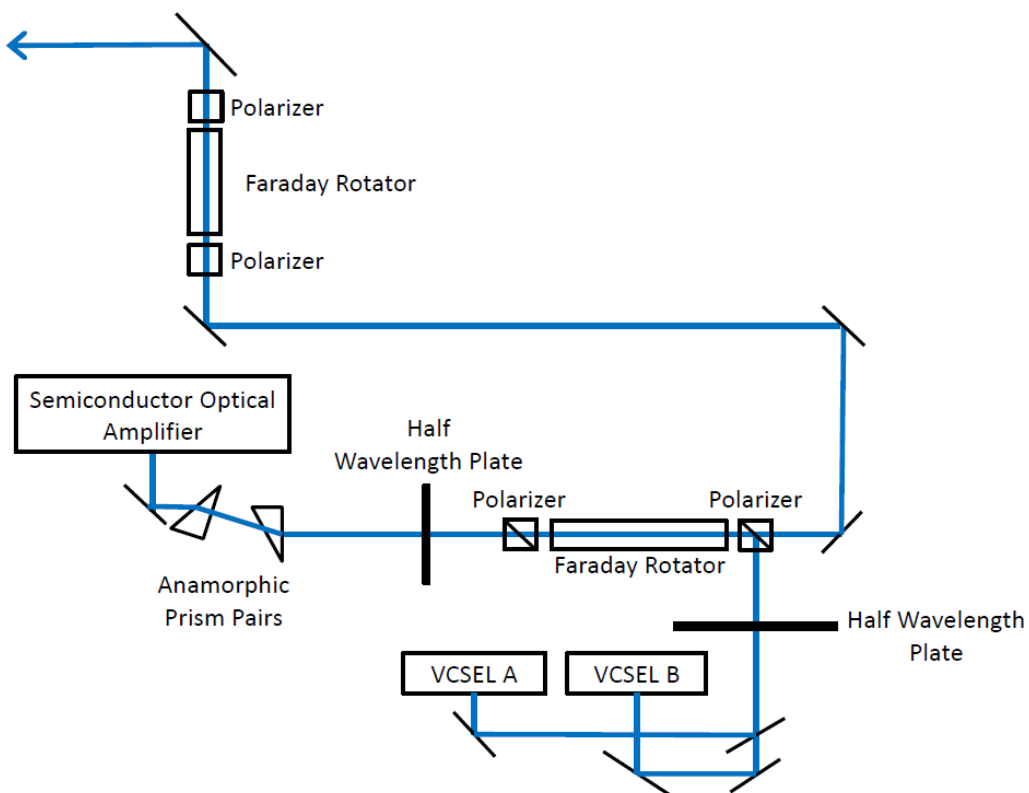 Polarizer
Faraday Rotator
Polarizer
Semiconductor Optical
Amplifier
Half
Wavelength Plate
Polarizer
Polarizer
Faraday Rotator
Anamorphic
Prism Pairs
Half Wavelength
Plate
VCSEL A
VCSEL B